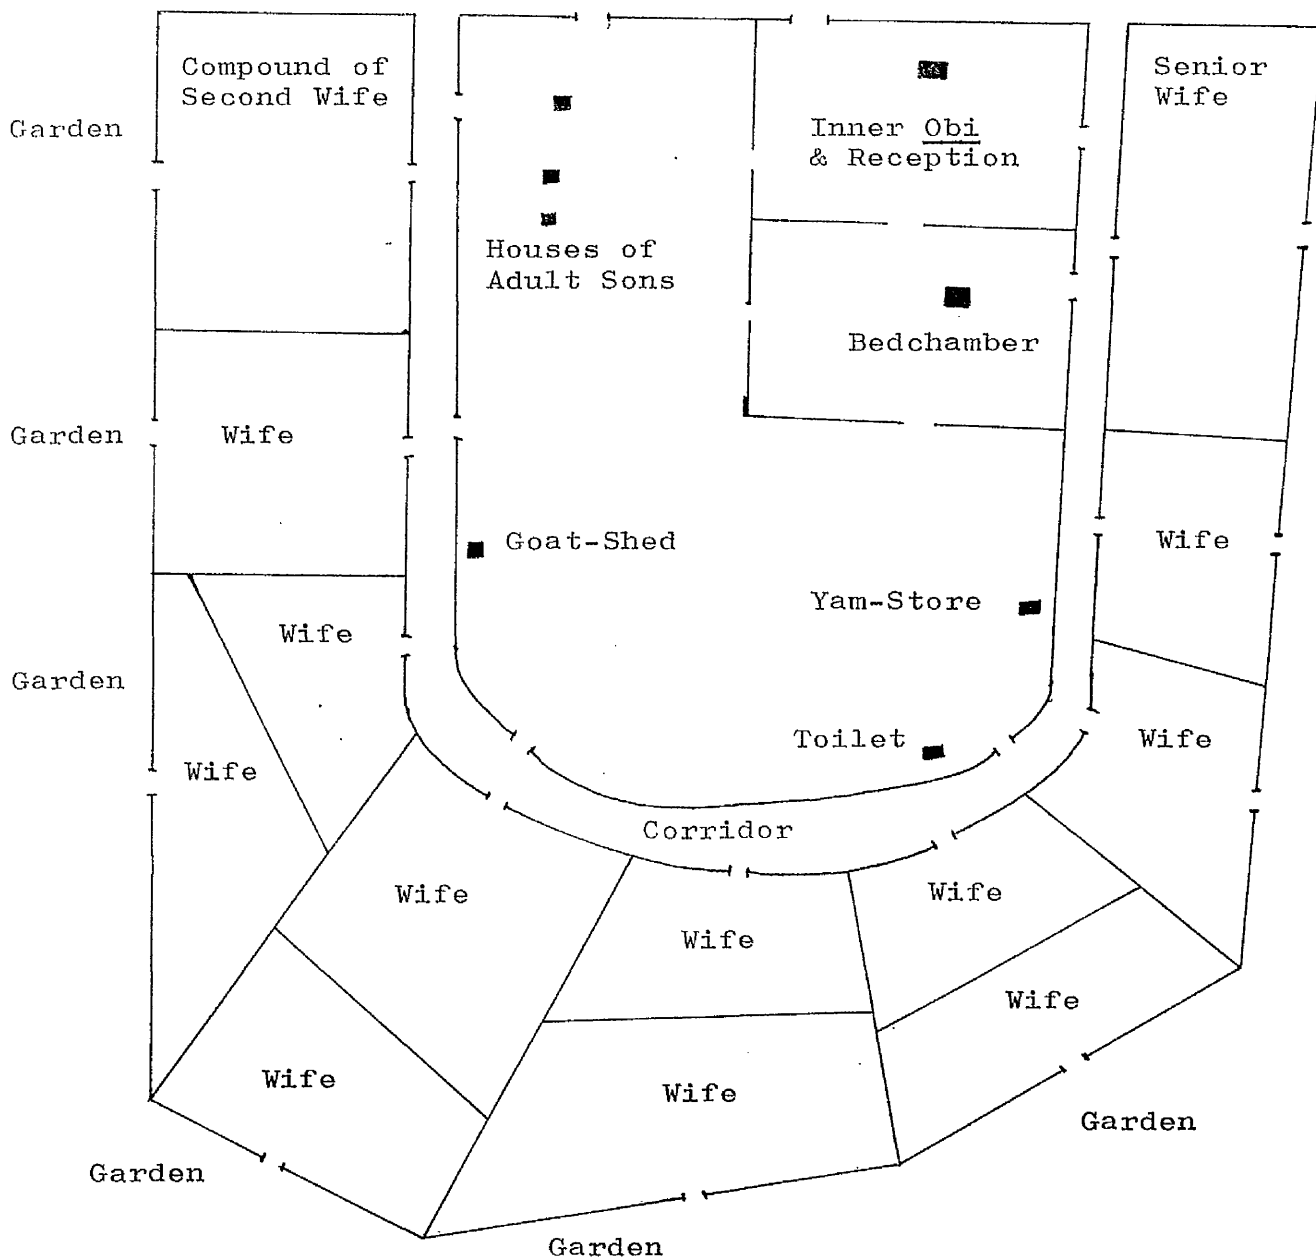 Compound of
Second Wife
Senior
Wife
Garden
Inner Obi
& Reception
Houses of
Adult Sons
Bedchamber
Garden
Wife
Goat-Shed
Wife
Yam-Store
Wife
Garden
Toilet
Wife
Wife
Corridor
Wife
Wife
Wife
Wife
Wife
Wife
Garden
Garden
Garden